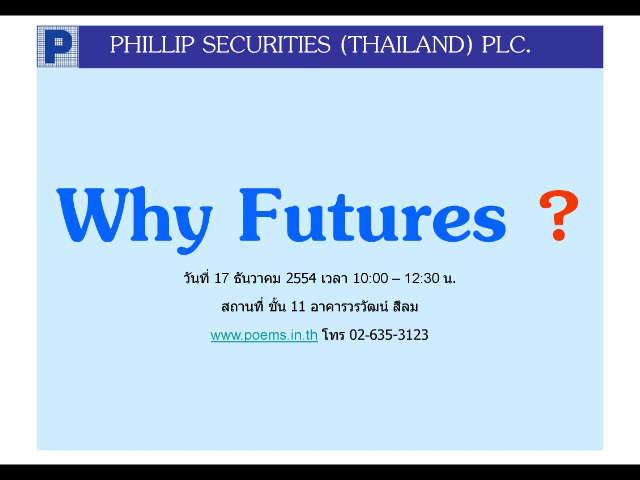 P
PHILLIP SECURITIES (THAILAND) PLC.
Why Futures ?
วันที่ 17 ธันวาคม 2554 เวลา 10:00 – 12:30 น.
สถานที่ ชั้น 11 อาคารวรวัฒน์ สีลม
www.poems.in.th โทร 02-635-3123